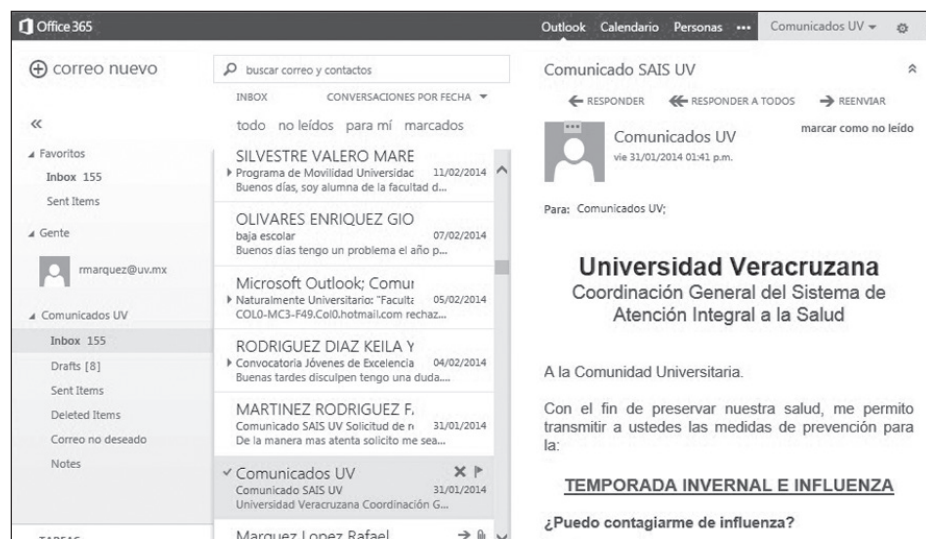 Office 365
Outlook Calendario Personas ••• Comunicados UV
correo nuevo
Favoritos
Inbox 155
Sent Items
Gente
rmarquez@uv.mx
Comunicados UV
Inbox 155
Drafts [8]
Sent Items
Deleted Items
Correo no deseado
Notes
buscar correo y contactos
INBOX CONVERSACIONES POR FECHA
todo no leídos para mí marcados
SILVESTRE VALERO MARE
Programa de Movilidad Universidac 11/02/2014
Buenos días, soy alumna de la facultad d...
OLIVARES ENRIQUEZ GIO
baja escolar 07/02/2014
Buenos días tengo un problema el año p...
Microsoft Outlook; Comur
Naturalmente Universitario: "Faculta 05/02/2014
COL0-MC3-F49.Col0.hotmail.com rechaz...
RODRIGUEZ DIAZ KEILA Y
Convocatoria Jóvenes de Excelencia 04/02/2014
Buenas tardes disculpen tengo una duda....
MARTINEZ RODRIGUEZ F.
Comunicado SAIS UV Solicitud de r 31/01/2014
De la manera mas atenta solicito me sea...
Comunicados UV
Comunicado SAIS UV 31/01/2014
Universidad Veracruzana Coordinación G...
Marquez Lopez Rafael
Comunicado SAIS UV
RESPONDER RESPONDER A TODOS REENVIAR
Comunicados UV marcar como no leído
vie 31/01/2014 01:41 p.m.
Para: Comunicados UV;
Universidad Veracruzana
Coordinación General del Sistema de
Atención Integral a la Salud
A la Comunidad Universitaria.
Con el fin de preservar nuestra salud, me permito
transmitir a ustedes las medidas de prevención para
la:
TEMPORADA INVERNAL E INFLUENZA
¿Puedo contagiarme de influenza?